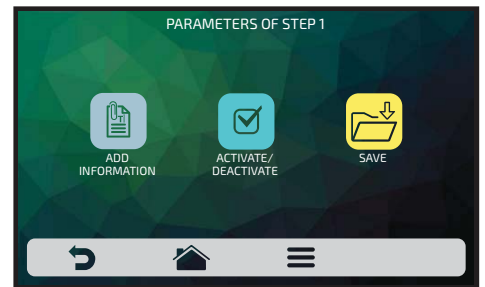 PARAMETERS OF STEP 1
ADD
INFORMATION
ACTIVATE/
DEACTIVATE
SAVE